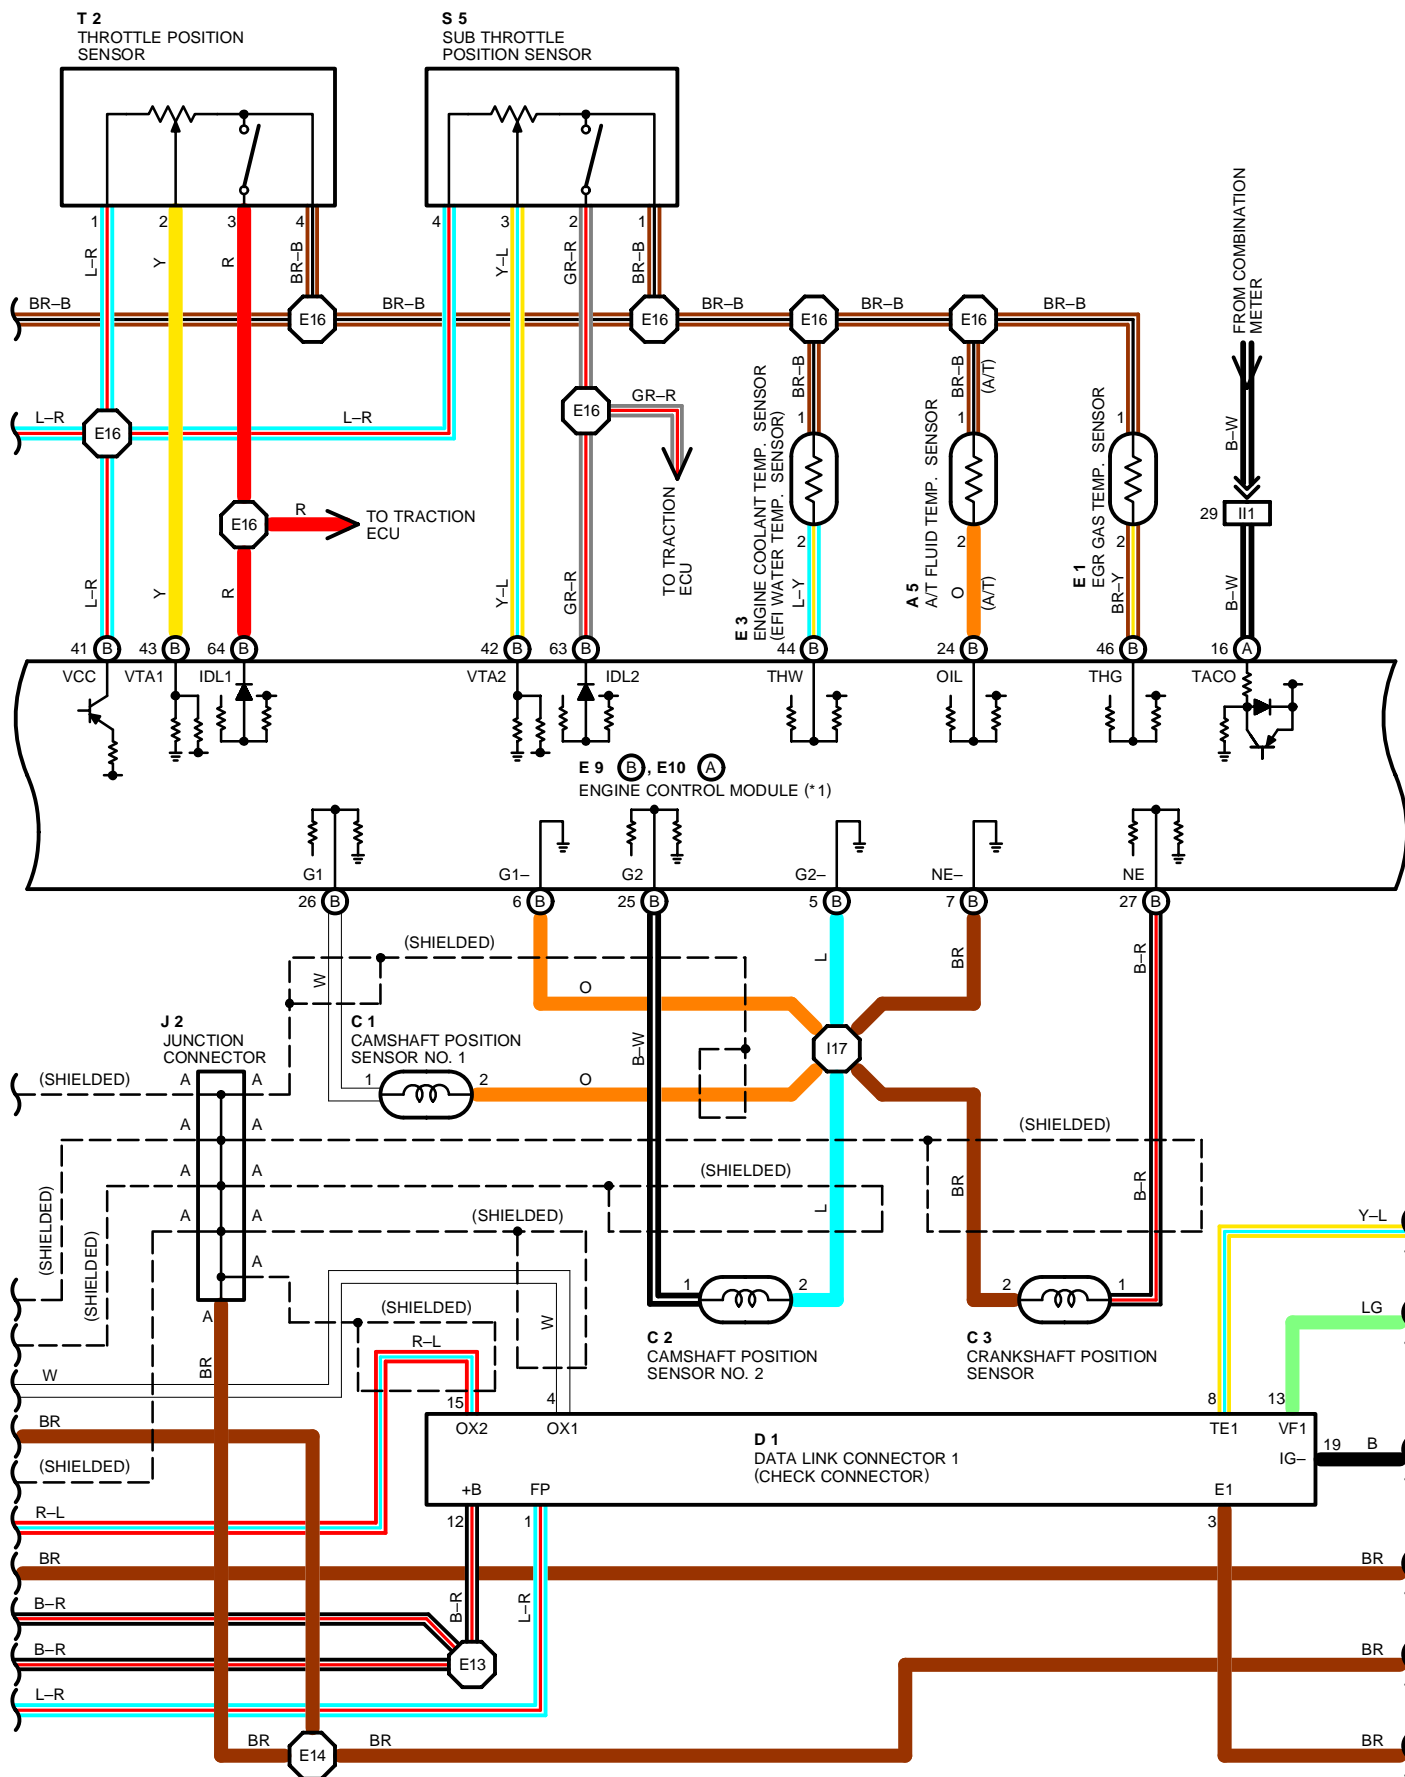 T 2
THROTTLE POSITION
SENSOR
S 5
SUB THROTTLE
POSITION SENSOR
1
2
3
4
4
3
2
1
L–R
Y
R
BR–B
Y–L
GR–R
BR–B
FROM COMBINATION
METER
BR–B
E16
BR–B
E16
BR–B
E16
BR–B
E16
BR–B
L–R
E16
L–R
E16
GR–R
BR–B
BR–B
(A/T)
B–W
1
1
1
E16
R
TO TRACTION
ECU
TO TRACTION
ECU
E 3
ENGINE COOLANT TEMP. SENSOR
(EFI WATER TEMP. SENSOR)
A 5
A/T FLUID TEMP. SENSOR
E 1
EGR GAS TEMP. SENSOR
29
II1
2
2
2
L–R
Y
R
Y–L
GR–R
L–Y
O
(A/T)
BR–Y
B–W
41
B
43
B
64
B
42
B
63
B
44
B
24
B
46
B
16
A
VCC
VTA1
IDL1
VTA2
IDL2
THW
OIL
THG
TACO
E 9 B , E10 A
ENGINE CONTROL MODULE (*1)
G1
G1–
G2
G2–
NE–
NE
26
B
6
B
25
B
5
B
7
B
27
B
(SHIELDED)
W
L
BR
B–R
O
J 2
JUNCTION
CONNECTOR
C 1
CAMSHAFT POSITION
SENSOR NO. 1
B–W
I17
(SHIELDED)
A
A
1
2
O
A
A
(SHIELDED)
A
A
(SHIELDED)
BR
B–R
L
A
A
(SHIELDED)
(SHIELDED)
(SHIELDED)
Y–L
A
1
2
2
1
A
(SHIELDED)
LG
C 2
CAMSHAFT POSITION
SENSOR NO. 2
C 3
CRANKSHAFT POSITION
SENSOR
R–L
W
BR
W
15
4
8
13
BR
OX2
OX1
TE1
VF1
D 1
DATA LINK CONNECTOR 1
(CHECK CONNECTOR)
IG–
19
B
(SHIELDED)
+B
FP
E1
R–L
12
1
3
BR
BR
B–R
B–R
L–R
B–R
E13
BR
L–R
BR
E14
BR
BR